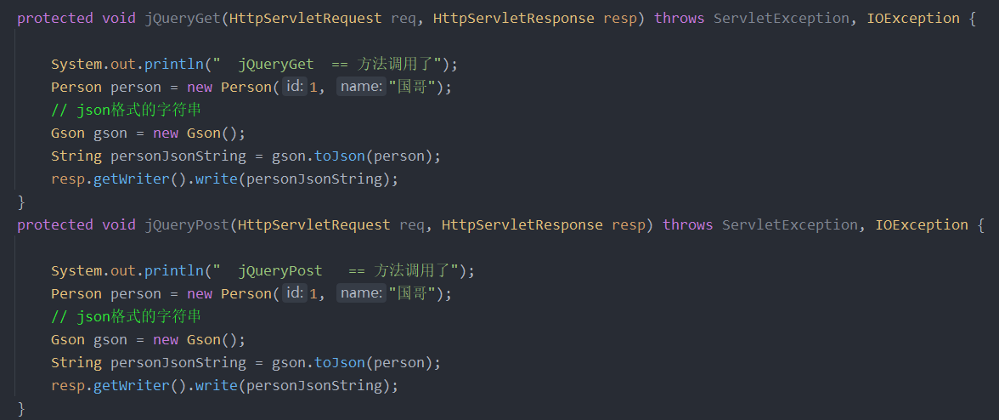 protected void jQueryGet(HttpServletRequest req, HttpServletResponse resp) throws ServletException, IOException {
System.out.println("  jQueryGet  == 方法调用了");
Person person = new Person( id: 1, name: "国哥");
// json格式的字符串
Gson gson = new Gson();
String personJsonString = gson.toJson(person);
resp.getWriter().write(personJsonString);
}
protected void jQueryPost(HttpServletRequest req, HttpServletResponse resp) throws ServletException, IOException {
System.out.println("  jQueryPost   == 方法调用了");
Person person = new Person( id: 1, name: "国哥");
// json格式的字符串
Gson gson = new Gson();
String personJsonString = gson.toJson(person);
resp.getWriter().write(personJsonString);
}